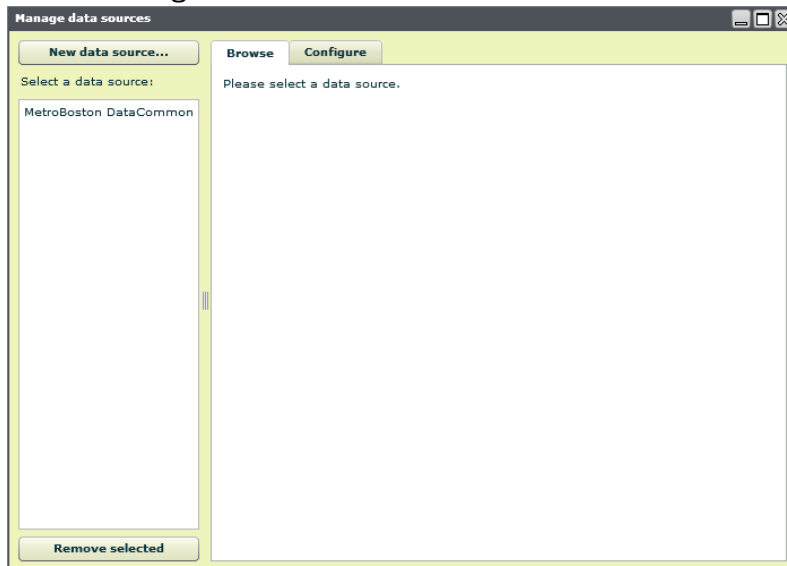 Manage data sources
New data source...
Select a data source:
MetroBoston DataCommon
Remove selected
Browse Configure
Please select a data source.